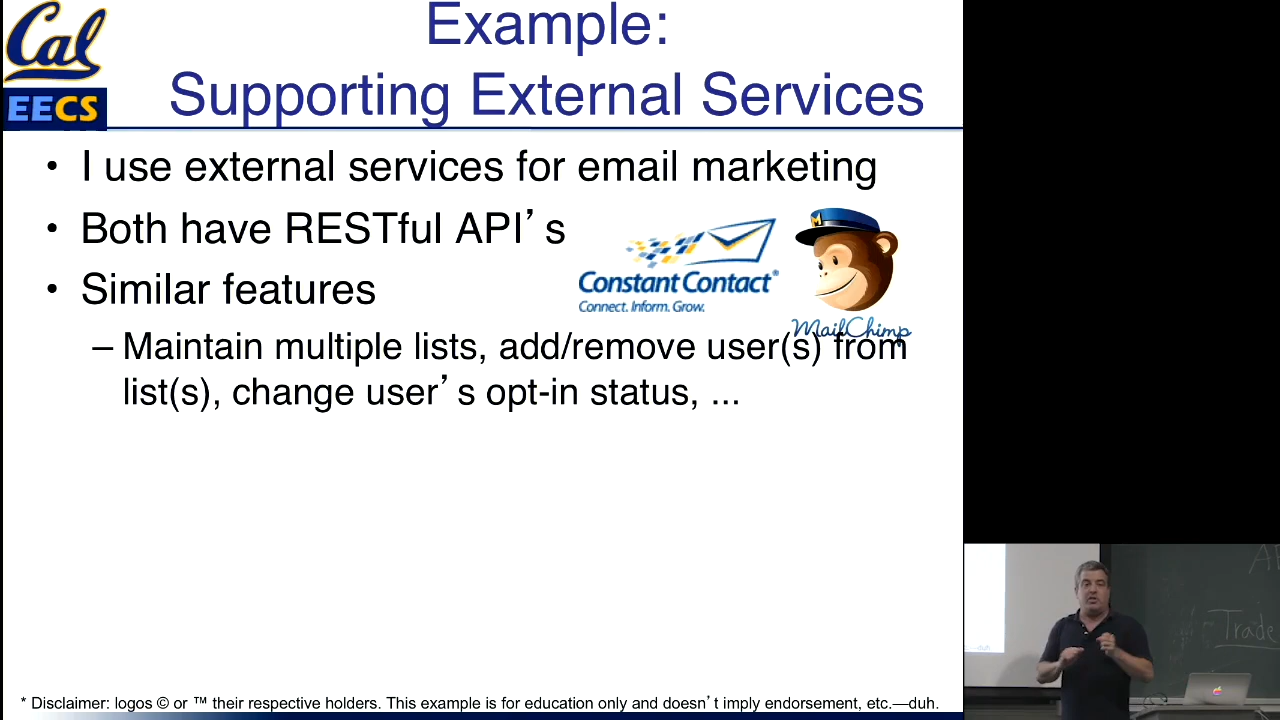 Cal
EECS
Example:
Supporting External Services
• I use external services for email marketing
• Both have RESTful API’s
• Similar features
Constant Contact®
Connect. Inform. Grow.
M
MailChimp
– Maintain multiple lists, add/remove user(s) from
list(s), change user’s opt-in status, ...
* Disclaimer: logos © or ™ their respective holders. This example is for education only and doesn’t imply endorsement, etc.—duh.
Trade